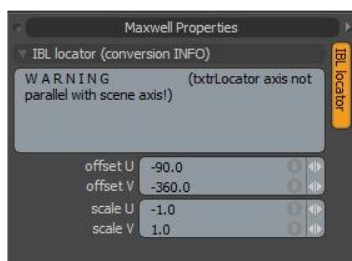 Maxwell Properties
IBL locator (conversion INFO)
IBL locator
W A R N I N G (txtrLocator axis not
parallel with scene axis!)
offset U -90.0
offset V -360.0
scale U -1.0
scale V 1.0